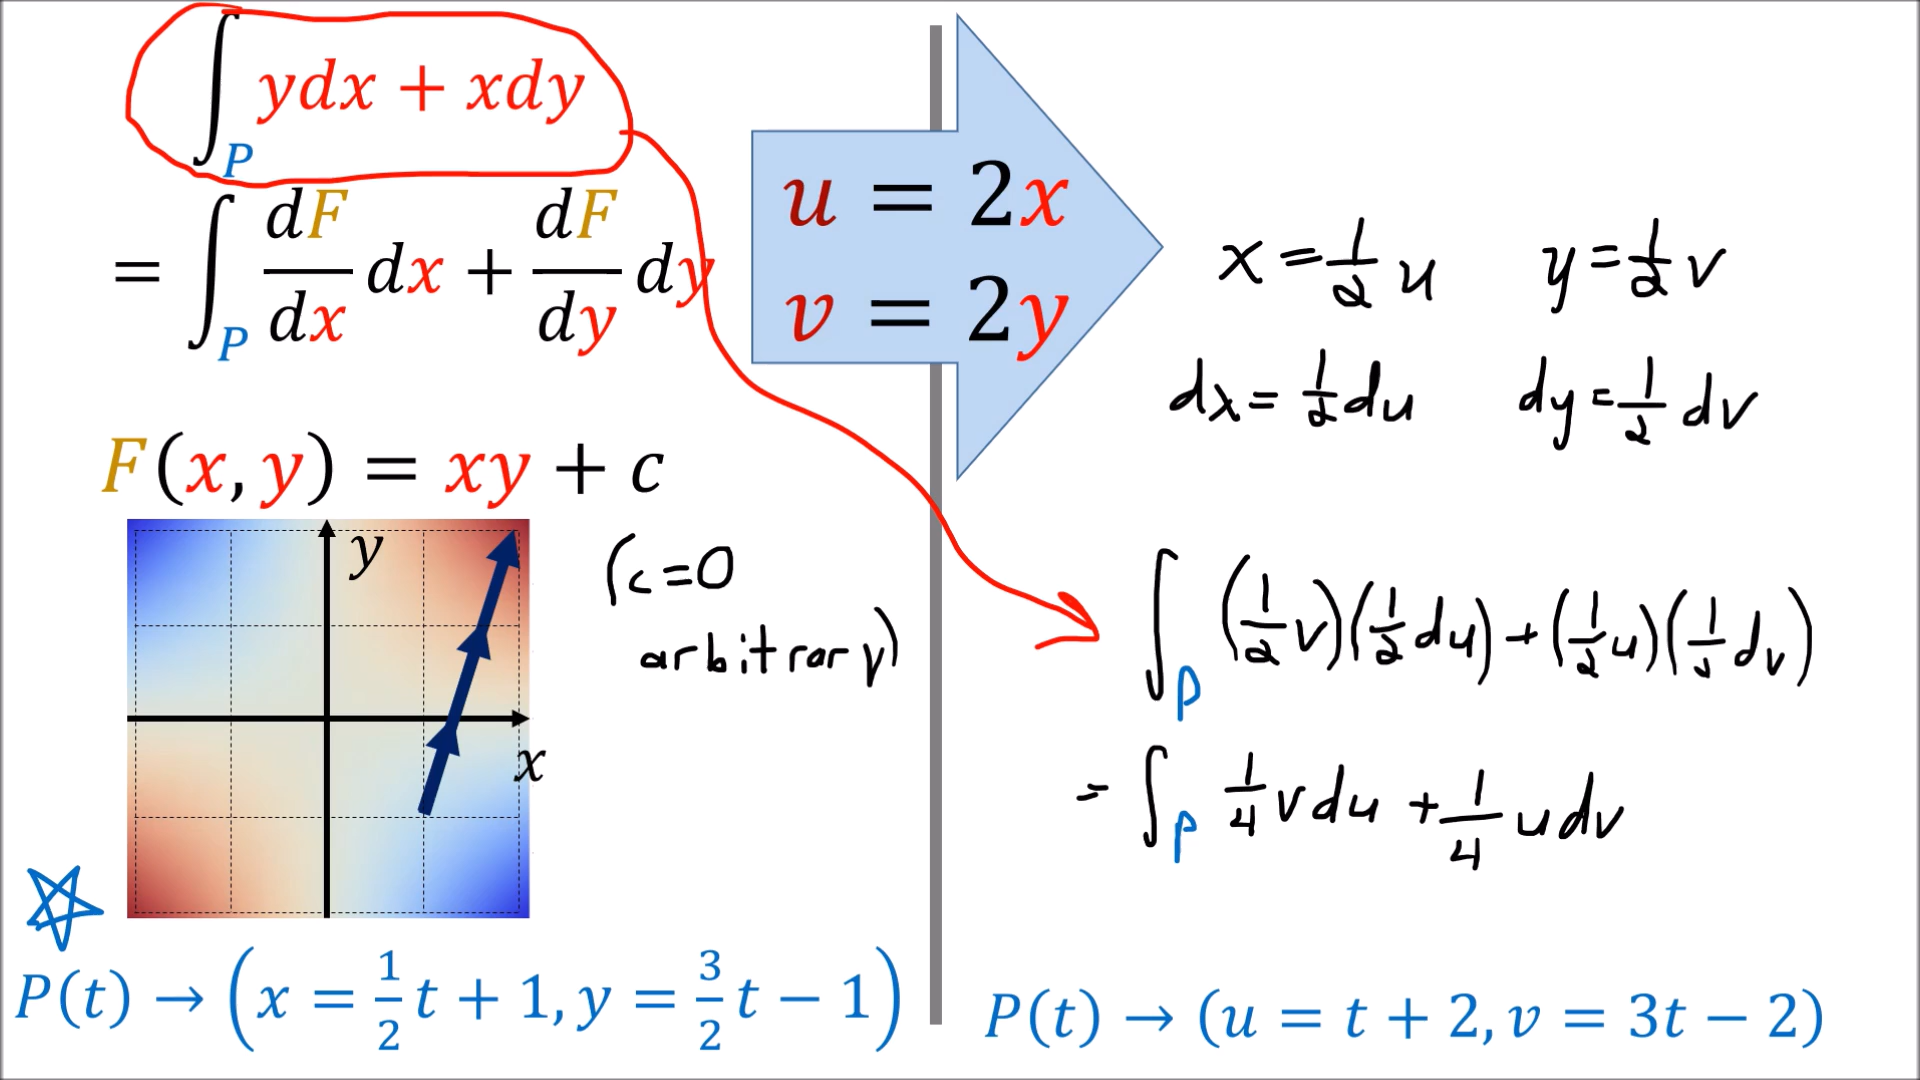 ∫_P ydx + xdy
= ∫_P dF/dx dx + dF/dy dy
F(x, y) = xy + c
y
x
(c=0
arbitrary)
P(t) → (x = 1/2 t + 1, y = 3/2 t − 1)
u = 2x
v = 2y
x = 1/2 u y = 1/2 v
dx = 1/2 du dy = 1/2 dv
∫_P (1/2 v)(1/2 du) + (1/2 u)(1/2 dv)
= ∫_P 1/4 v du + 1/4 u dv
P(t) → (u = t + 2, v = 3t − 2)